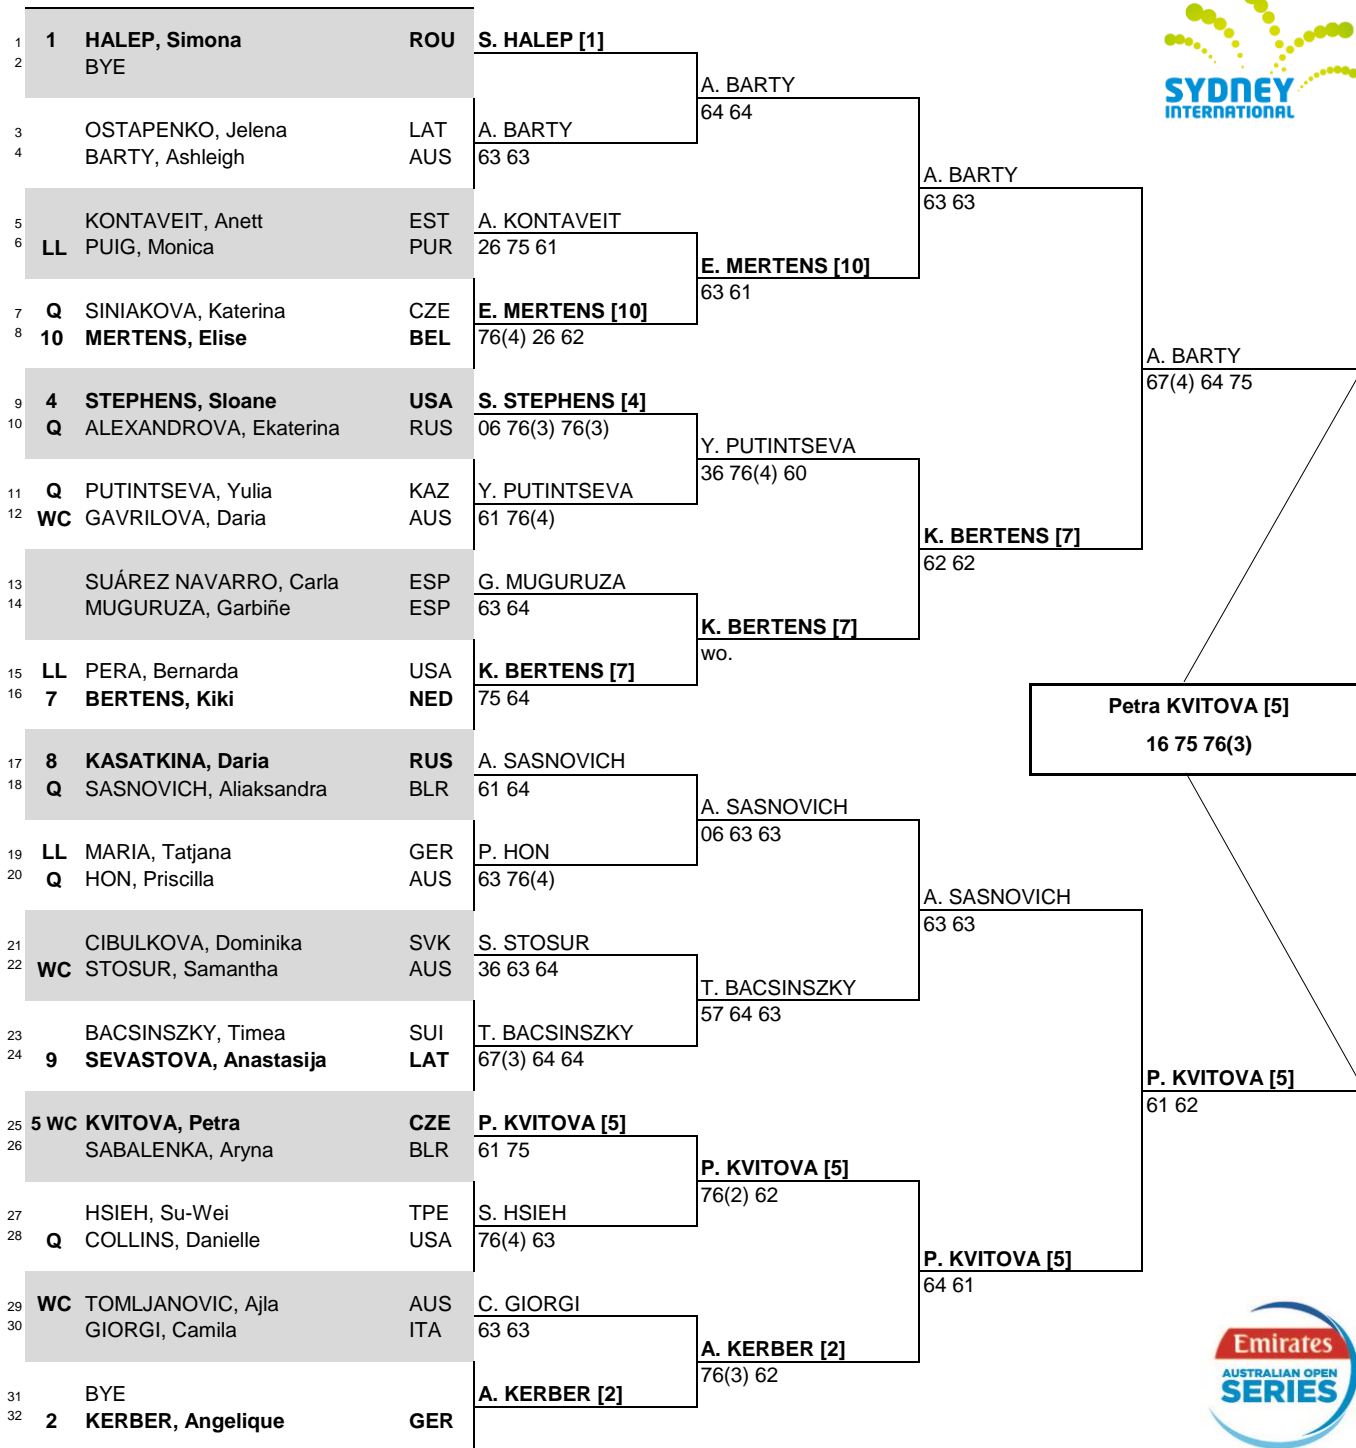 1 1 HALEP, Simona ROU
2 BYE
3 OSTAPENKO, Jelena LAT
4 BARTY, Ashleigh AUS
5 KONTAVEIT, Anett EST
6 LL PUIG, Monica PUR
7 Q SINIAKOVA, Katerina CZE
8 10 MERTENS, Elise BEL
9 4 STEPHENS, Sloane USA
10 Q ALEXANDROVA, Ekaterina RUS
11 Q PUTINTSEVA, Yulia KAZ
12 WC GAVRILOVA, Daria AUS
13 SUÁREZ NAVARRO, Carla ESP
14 MUGURUZA, Garbiñe ESP
15 LL PERA, Bernarda USA
16 7 BERTENS, Kiki NED
17 8 KASATKINA, Daria RUS
18 Q SASNOVICH, Aliaksandra BLR
19 LL MARIA, Tatjana GER
20 Q HON, Priscilla AUS
21 CIBULKOVA, Dominika SVK
22 WC STOSUR, Samantha AUS
23 BACSINSZKY, Timea SUI
24 9 SEVASTOVA, Anastasija LAT
25 5 WC KVITOVA, Petra CZE
26 SABALENKA, Aryna BLR
27 HSIEH, Su-Wei TPE
28 Q COLLINS, Danielle USA
29 WC TOMLJANOVIC, Ajla AUS
30 GIORGI, Camila ITA
31 BYE
32 2 KERBER, Angelique GER
S. HALEP [1]
A. BARTY
63 63
A. KONTAVEIT
26 75 61
E. MERTENS [10]
76(4) 26 62
S. STEPHENS [4]
06 76(3) 76(3)
Y. PUTINTSEVA
61 76(4)
G. MUGURUZA
63 64
K. BERTENS [7]
75 64
A. SASNOVICH
61 64
P. HON
63 76(4)
S. STOSUR
36 63 64
T. BACSINSZKY
67(3) 64 64
P. KVITOVA [5]
61 75
S. HSIEH
76(4) 63
C. GIORGI
63 63
A. KERBER [2]
A. BARTY
64 64
E. MERTENS [10]
63 61
Y. PUTINTSEVA
36 76(4) 60
K. BERTENS [7]
wo.
A. SASNOVICH
06 63 63
T. BACSINSZKY
57 64 63
P. KVITOVA [5]
76(2) 62
A. KERBER [2]
76(3) 62
A. BARTY
63 63
K. BERTENS [7]
62 62
A. SASNOVICH
63 63
P. KVITOVA [5]
64 61
A. BARTY
67(4) 64 75
P. KVITOVA [5]
61 62
Petra KVITOVA [5]
16 75 76(3)
SYDNEY
INTERNATIONAL
Emirates
AUSTRALIAN OPEN
SERIES